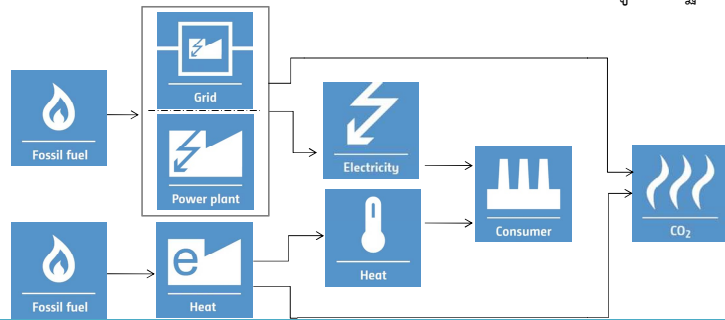 Grid
Fossil fuel
Electricity
Power plant
Consumer
CO₂
Heat
e
Fossil fuel
Heat